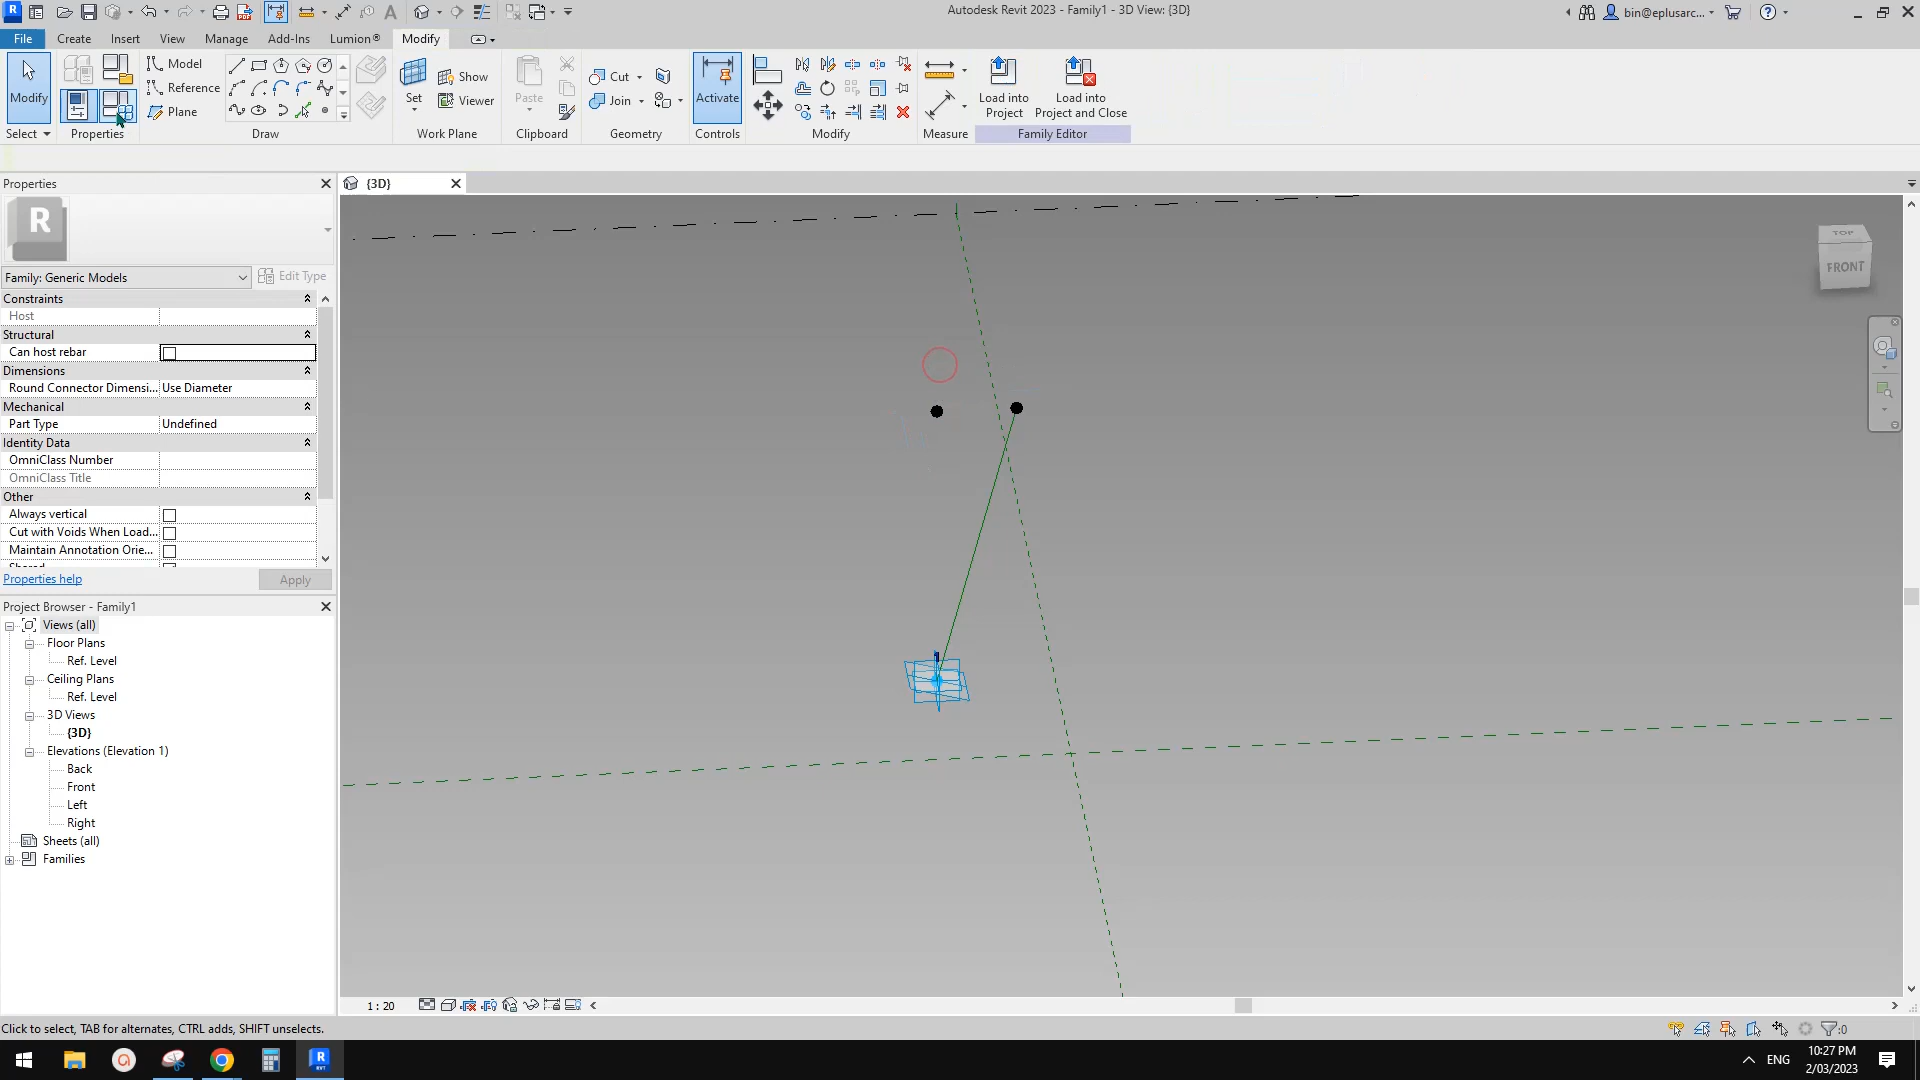 Autodesk Revit 2023 - Family1 - 3D View: {3D}
bin@eplusarc...
File Create Insert View Manage Add-Ins Lumion® Modify
Modify
Select
Properties
Model
Reference
Plane
Draw
Set
Show
Viewer
Work Plane
Paste
Clipboard
Cut
Join
Geometry
Activate
Controls
Modify
Measure
Load into
Project
Load into
Project and Close
Family Editor
Properties
{3D}
R
Family: Generic Models
Edit Type
Constraints
Host
Structural
Can host rebar
Dimensions
Round Connector Dimensi... Use Diameter
Mechanical
Part Type Undefined
Identity Data
OmniClass Number
OmniClass Title
Other
Always vertical
Cut with Voids When Load...
Maintain Annotation Orie...
Properties help
Apply
Project Browser - Family1
Views (all)
Floor Plans
Ref. Level
Ceiling Plans
Ref. Level
3D Views
{3D}
Elevations (Elevation 1)
Back
Front
Left
Right
Sheets (all)
Families
TOP
FRONT
1 : 20
Click to select, TAB for alternates, CTRL adds, SHIFT unselects.
:0
ENG
10:27 PM
2/03/2023